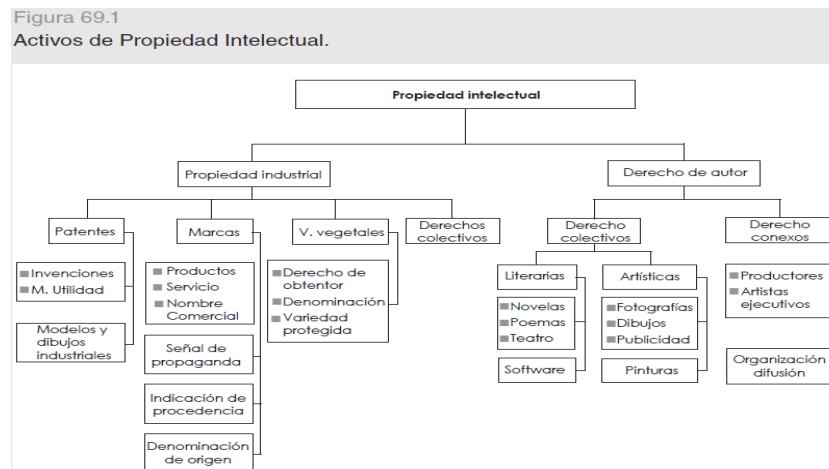 Figura 69.1
Activos de Propiedad Intelectual.
Propiedad intelectual
Propiedad industrial
Derecho de autor
Patentes
Marcas
V. vegetales
Derechos
colectivos
Derecho
colectivos
Derecho
conexos
Invenciones
M. Utilidad
Modelos y
dibujos
industriales
Productos
Servicio
Nombre
Comercial
Señal de
propaganda
Indicación de
procedencia
Denominación
de origen
Derecho de
obtentor
Denominación
Variedad
protegida
Literarias
Novelas
Poemas
Teatro
Software
Artísticas
Fotografías
Dibujos
Publicidad
Pinturas
Productores
Artistas
ejecutivos
Organización
difusión